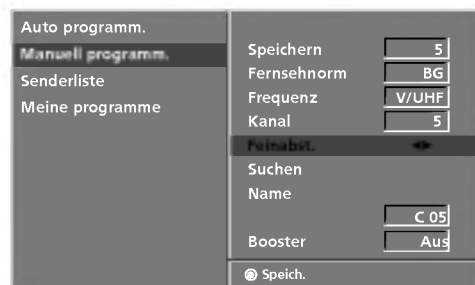 Auto programm.
Manuell programm.
Senderliste
Meine programme
Speichern 5
Fernsehnorm BG
Frequenz V/UHF
Kanal 5
Feinabst.
Suchen
Name
C 05
Booster Aus
Speich.